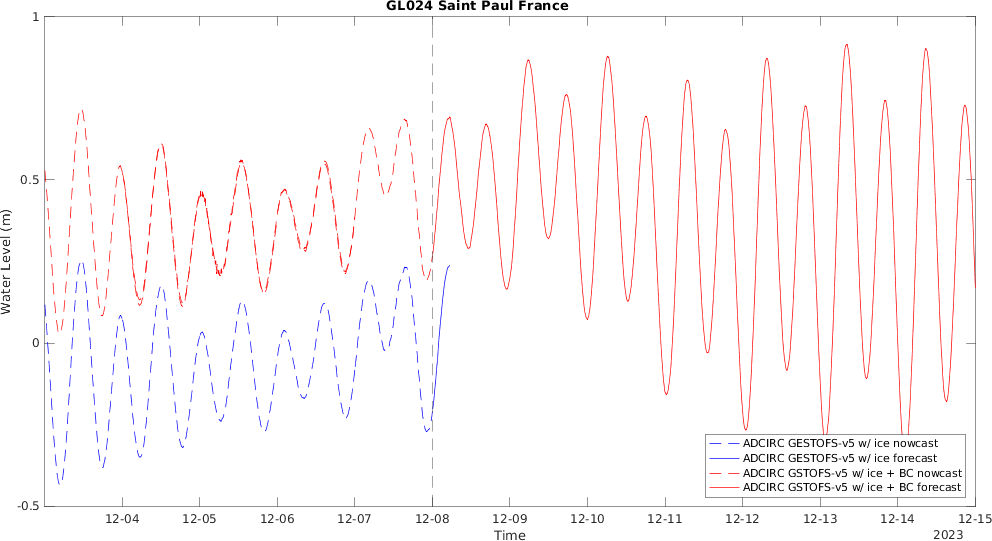 GL024 Saint Paul France
1
0.5
0
-0.5
Water Level (m)
ADCIRC GESTOFS-v5 w/ ice nowcast
ADCIRC GESTOFS-v5 w/ ice forecast
ADCIRC GSTOFS-v5 w/ ice + BC nowcast
ADCIRC GSTOFS-v5 w/ ice + BC forecast
12-04 12-05 12-06 12-07 12-08 12-09 12-10 12-11 12-12 12-13 12-14 12-15
Time
2023